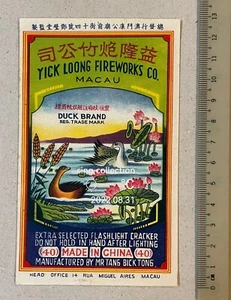 益隆炮竹公司
YICK LOONG FIREWORKS CO.
MACAU
DUCK BRAND
REG. TRADE MARK
png.collection
2022.08.31
EXTRA SELECTED FLASHLIGHT CRACKER
DO NOT HOLD IN HAND AFTER LIGHTING
40 MADE IN CHINA 40
MANUFACTURED BY MR TANG BICK TONG
HEAD OFFICE 14 RUA MIGUEL AIRES MACAU